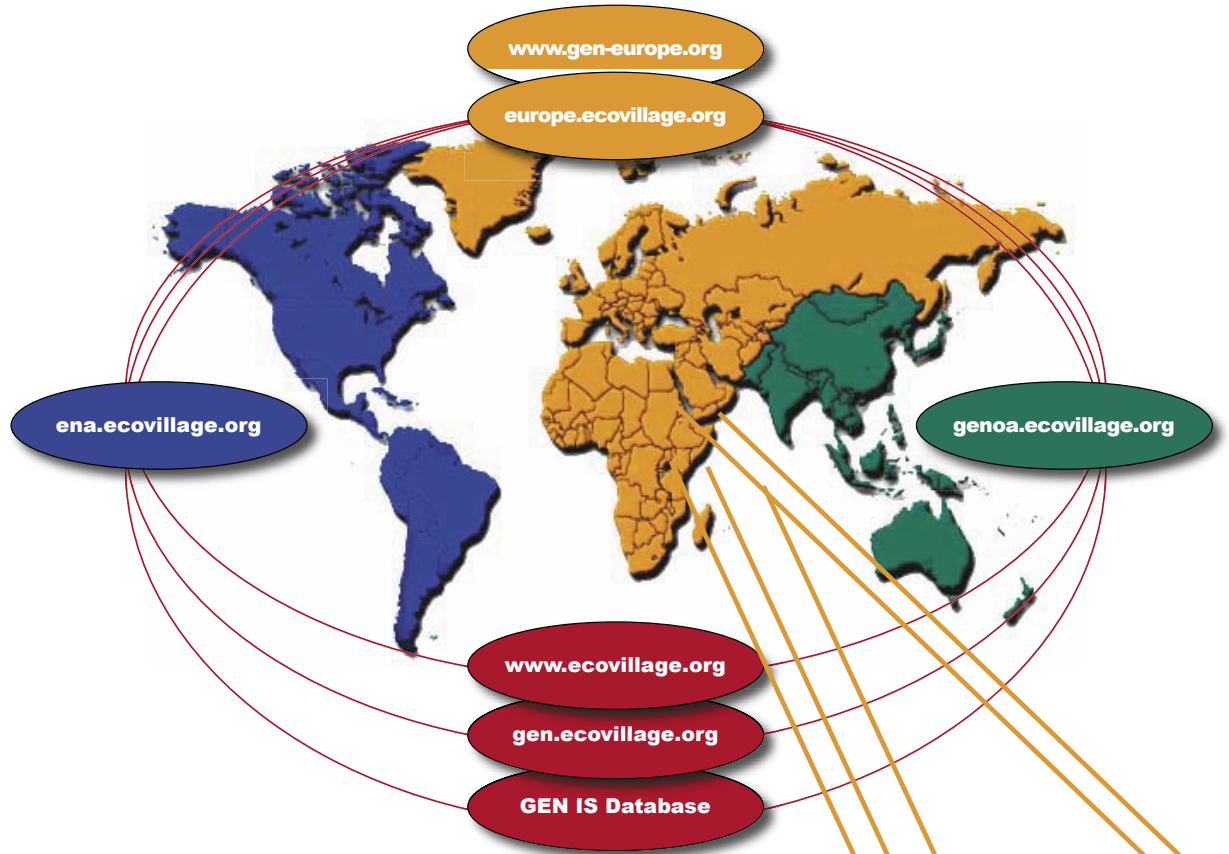 www.gen-europe.org
europe.ecovillage.org
ena.ecovillage.org
genoa.ecovillage.org
www.ecovillage.org
gen.ecovillage.org
GEN IS Database